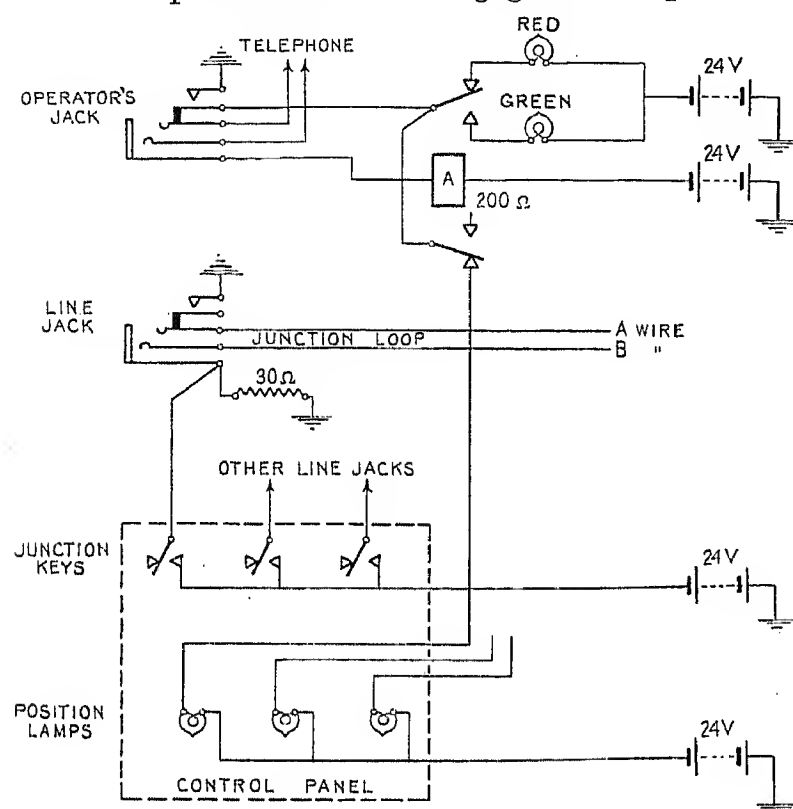 RED
TELEPHONE
24V
OPERATOR'S
JACK
GREEN
24V
A
200 Ω
LINE
JACK
JUNCTION LOOP
A WIRE
B "
30Ω
OTHER LINE JACKS
JUNCTION
KEYS
24V
POSITION
LAMPS
24V
CONTROL PANEL